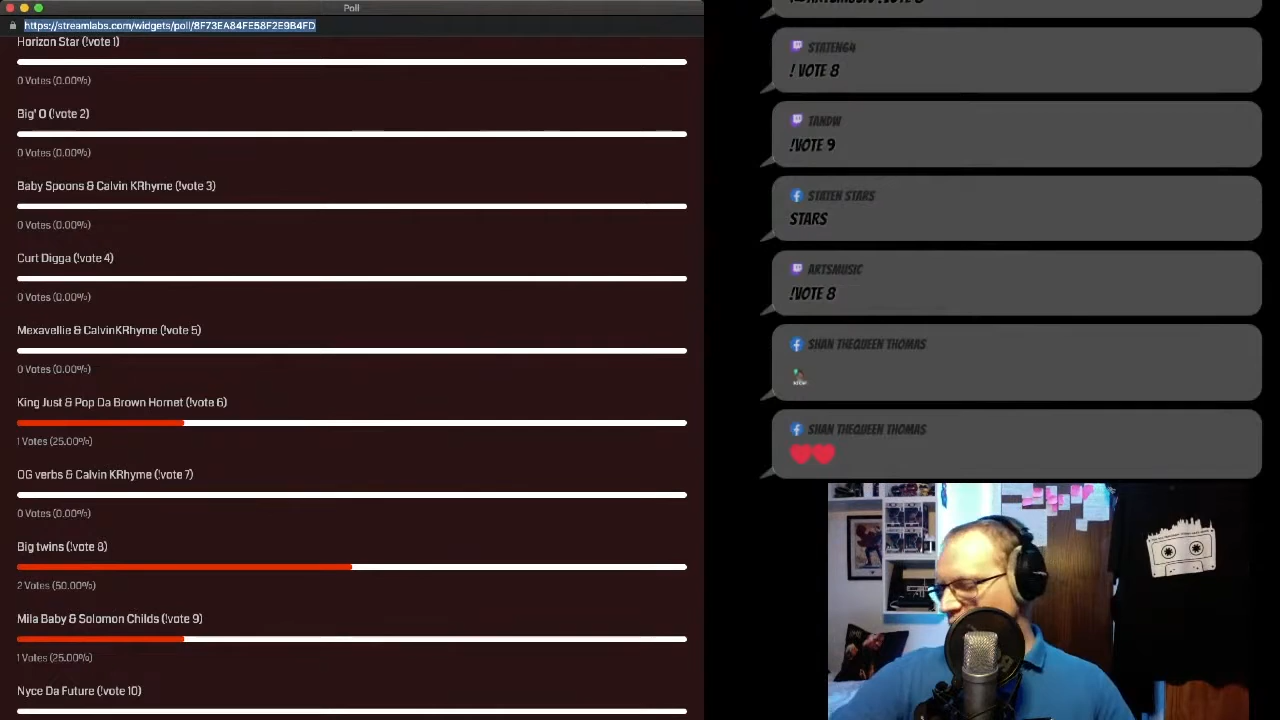 Poll
https://streamlabs.com/widgets/poll/8F73EA84FE58F2E9B4FD
Horizon Star (!vote 1)
0 Votes (0.00%)
Big' O (!vote 2)
0 Votes (0.00%)
Baby Spoons & Calvin KRhyme (!vote 3)
0 Votes (0.00%)
Curt Digga (!vote 4)
0 Votes (0.00%)
Mexavellie & CalvinKRhyme (!vote 5)
0 Votes (0.00%)
King Just & Pop Da Brown Hornet (!vote 6)
1 Votes (25.00%)
OG verbs & Calvin KRhyme (!vote 7)
0 Votes (0.00%)
Big twins (!vote 8)
2 Votes (50.00%)
Mila Baby & Solomon Childs (!vote 9)
1 Votes (25.00%)
Nyce Da Future (!vote 10)
STATEN64
! VOTE 8
TANDW
!VOTE 9
STATEN STARS
STARS
ARTSMUSIC
!VOTE 8
SHAN THEQUEEN THOMAS
SHAN THEQUEEN THOMAS